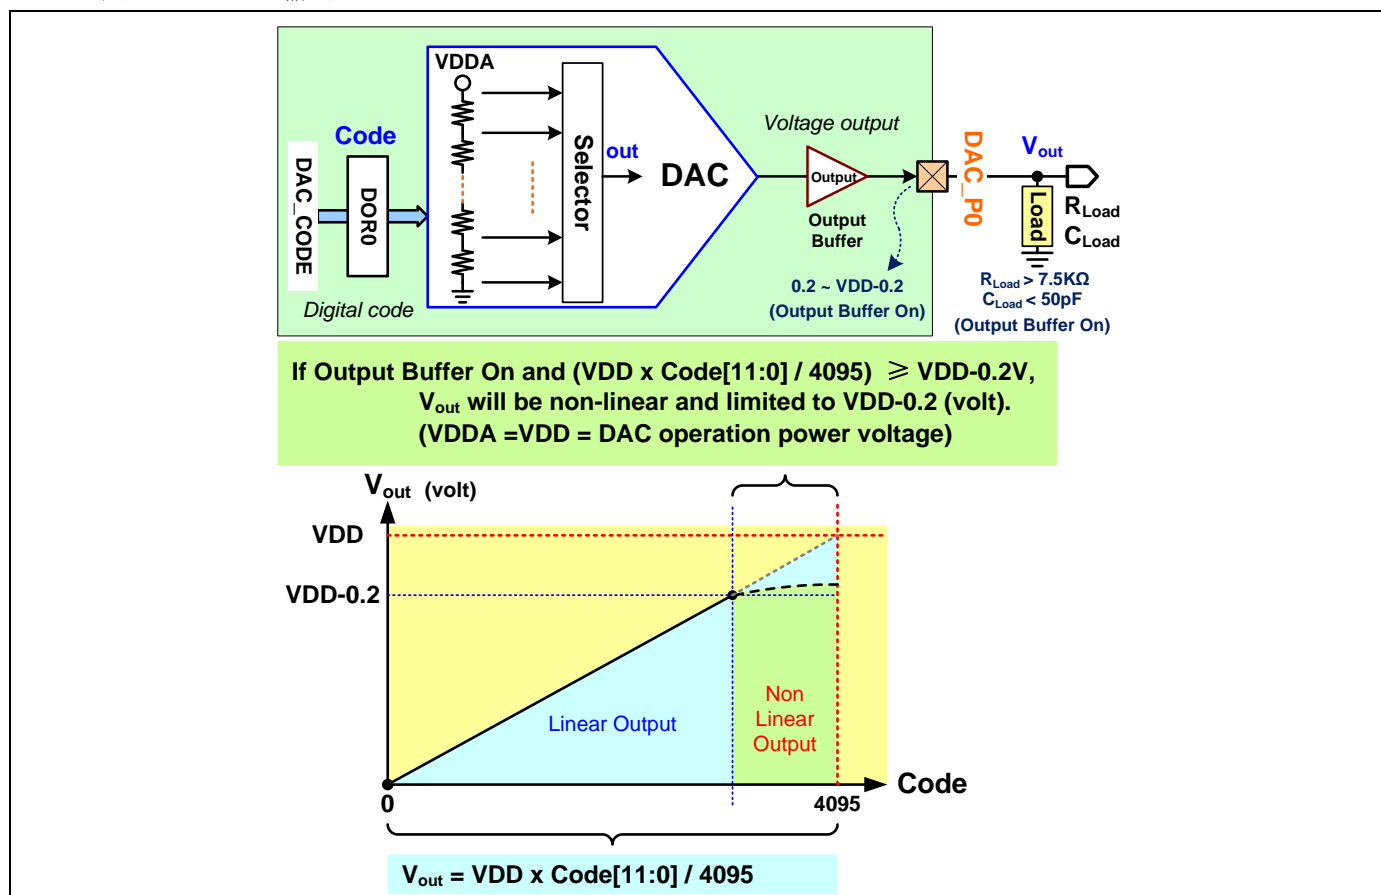 VDDA
Code
DAC_CODE
DOR0
Selector
out
DAC
Digital code
Voltage output
Output
Output
Buffer
0.2 ~ VDD-0.2
(Output Buffer On)
DAC_P0
Vout
Load
RLoad
CLoad
RLoad > 7.5KΩ
CLoad < 50pF
(Output Buffer On)
If Output Buffer On and (VDD x Code[11:0] / 4095) ≥ VDD-0.2V,
Vout will be non-linear and limited to VDD-0.2 (volt).
(VDDA =VDD = DAC operation power voltage)
Vout (volt)
VDD
VDD-0.2
Linear Output
Non
Linear
Output
0
4095
Code
Vout = VDD x Code[11:0] / 4095